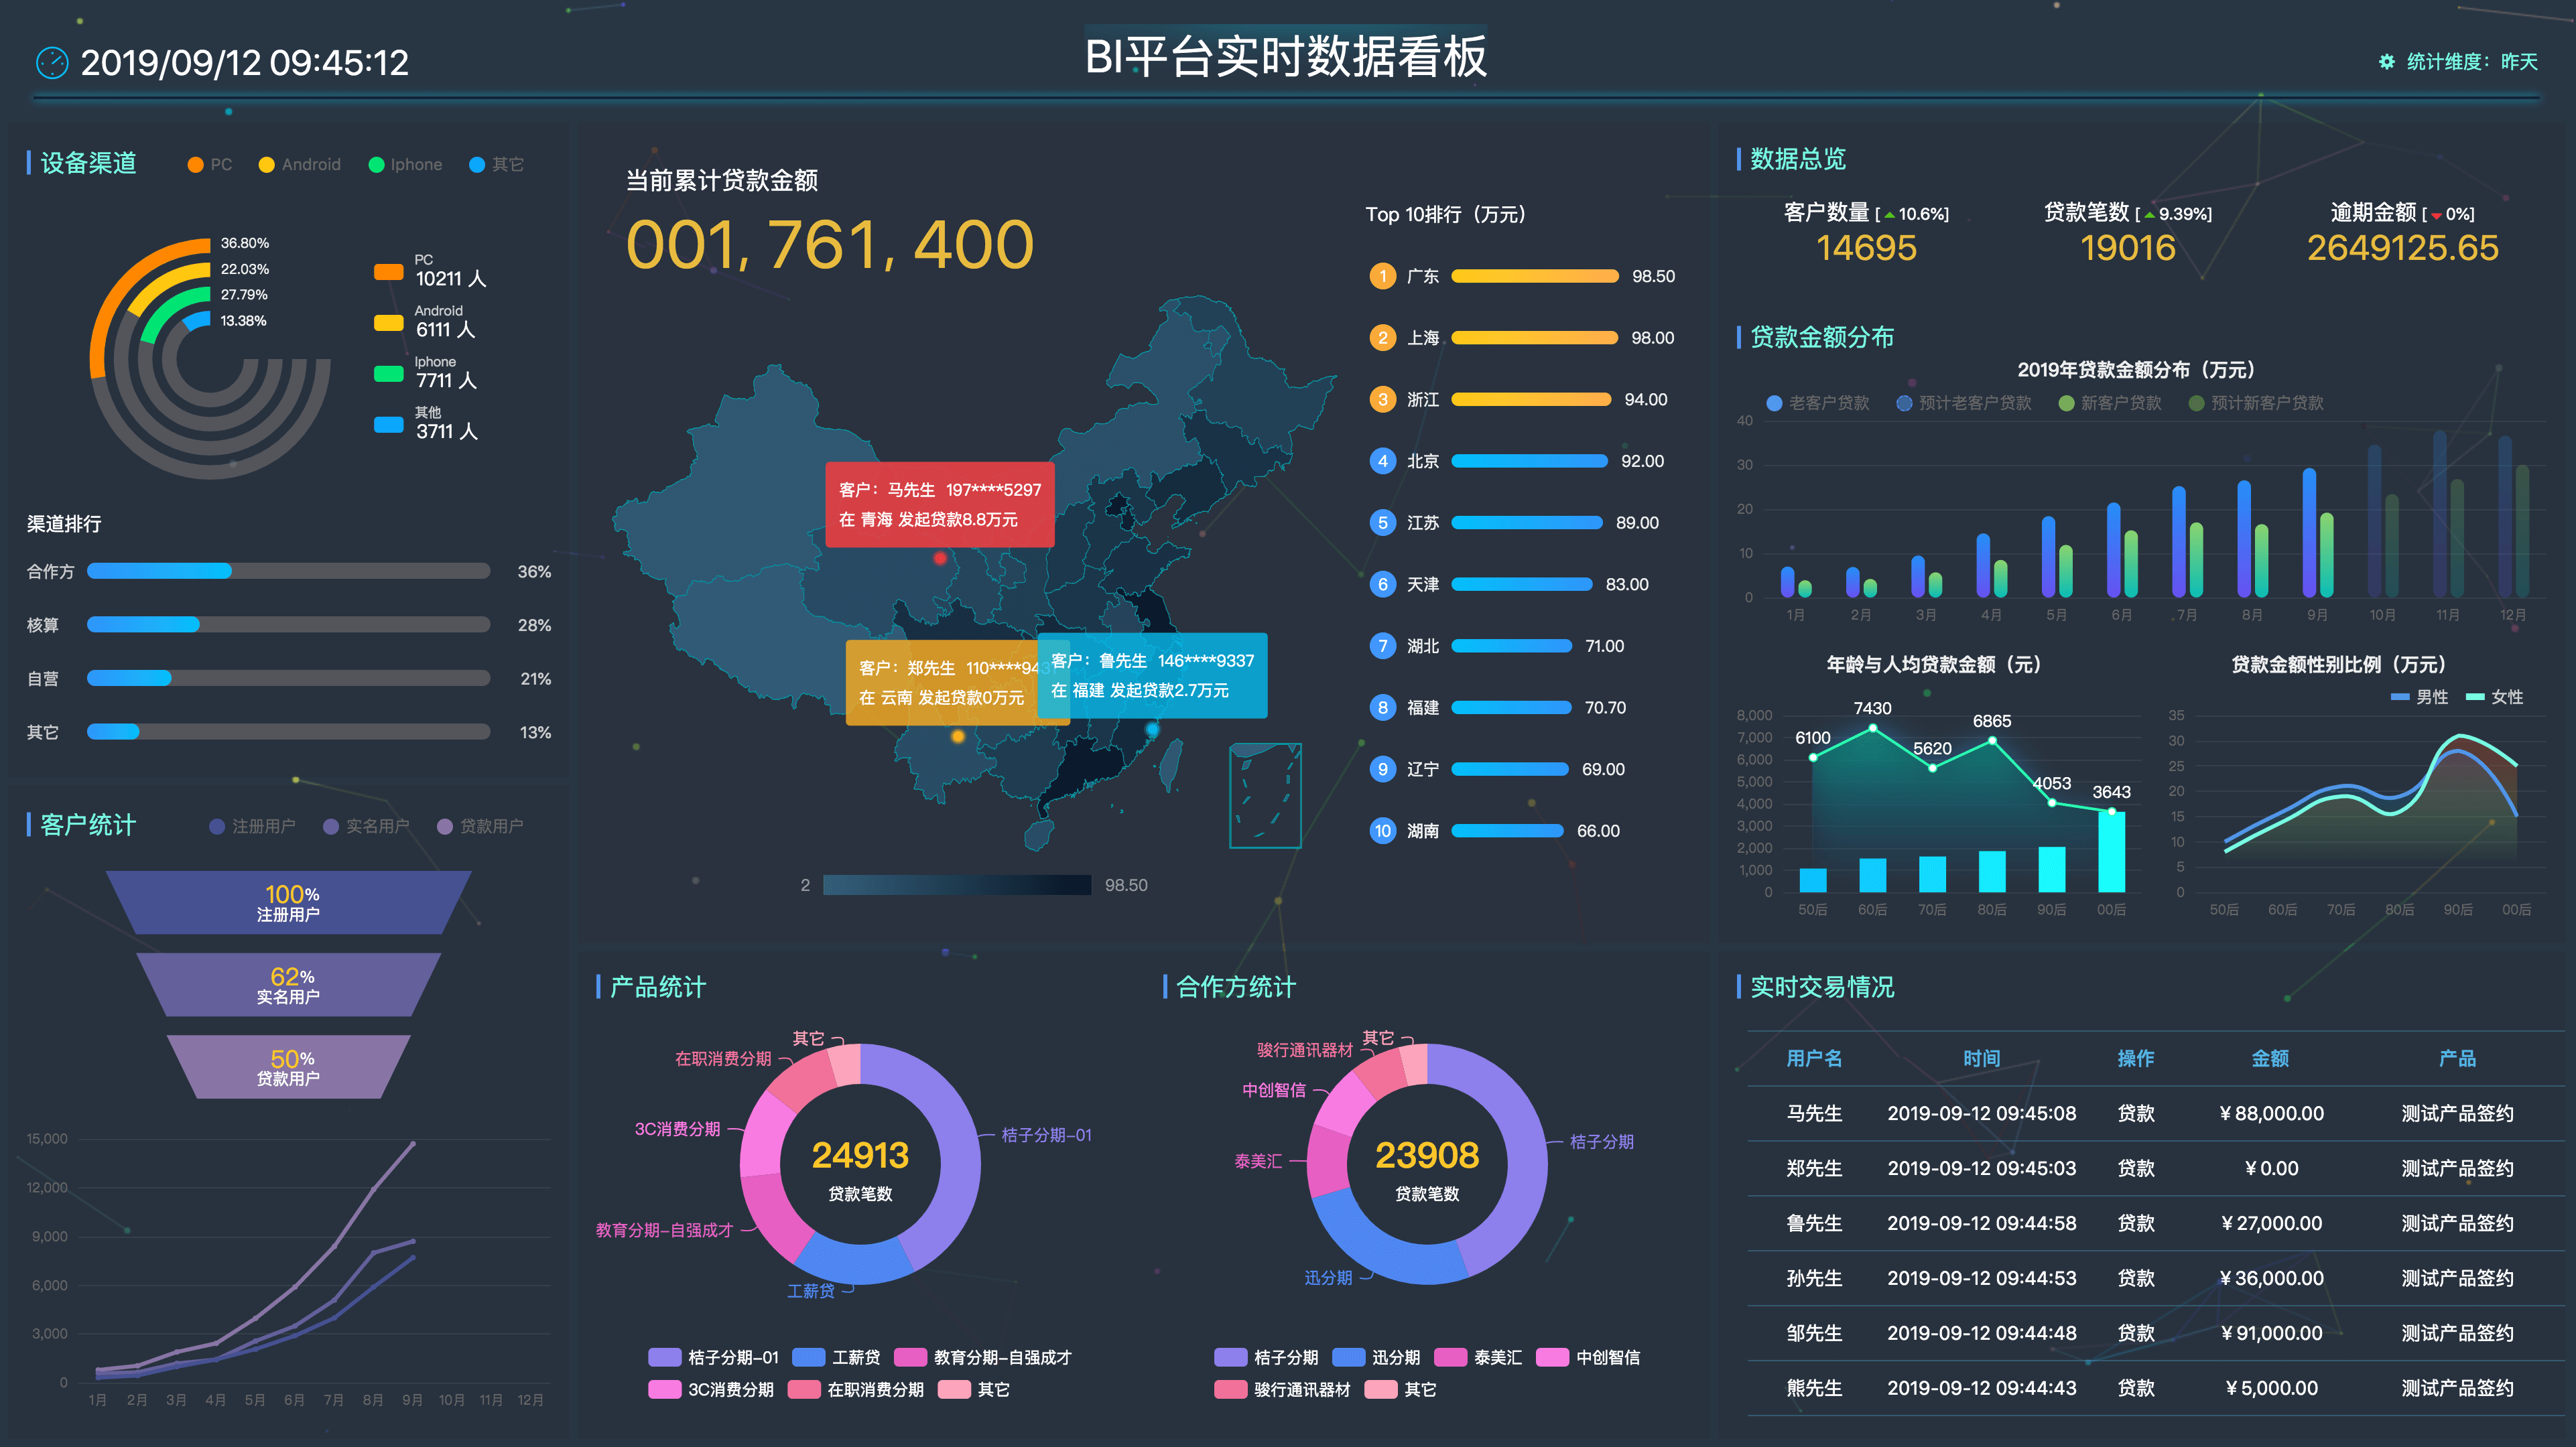 2019/09/12 09:45:12
BI平台实时数据看板
统计维度：昨天
设备渠道
PC Android Iphone 其它
36.80%
22.03%
27.79%
13.38%
PC
10211 人
Android
6111 人
Iphone
7711 人
其他
3711 人
渠道排行
合作方 36%
核算 28%
自营 21%
其它 13%
客户统计
注册用户 实名用户 贷款用户
100%
注册用户
62%
实名用户
50%
贷款用户
15,000
12,000
9,000
6,000
3,000
0
1月 2月 3月 4月 5月 6月 7月 8月 9月 10月 11月 12月
当前累计贷款金额
001,761,400
客户：马先生 197****5297
在 青海 发起贷款8.8万元
客户：郑先生 110****943
在 云南 发起贷款0万元
客户：鲁先生 146****9337
在 福建 发起贷款2.7万元
2 98.50
Top 10排行（万元）
1 广东 98.50
2 上海 98.00
3 浙江 94.00
4 北京 92.00
5 江苏 89.00
6 天津 83.00
7 湖北 71.00
8 福建 70.70
9 辽宁 69.00
10 湖南 66.00
产品统计
其它
在职消费分期
3C消费分期
教育分期-自强成才
工薪贷
桔子分期-01
24913
贷款笔数
桔子分期-01 工薪贷 教育分期-自强成才
3C消费分期 在职消费分期 其它
合作方统计
其它
骏行通讯器材
中创智信
泰美汇
迅分期
桔子分期
23908
贷款笔数
桔子分期 迅分期 泰美汇 中创智信
骏行通讯器材 其它
数据总览
客户数量 [ 10.6%]
14695
贷款笔数 [ 9.39%]
19016
逾期金额 [ 0%]
2649125.65
贷款金额分布
2019年贷款金额分布（万元）
老客户贷款 预计老客户贷款 新客户贷款 预计新客户贷款
40
30
20
10
0
1月 2月 3月 4月 5月 6月 7月 8月 9月 10月 11月 12月
年龄与人均贷款金额（元）
8,000
7,000
6,000
5,000
4,000
3,000
2,000
1,000
0
6100
7430
5620
6865
4053
3643
50后 60后 70后 80后 90后 00后
贷款金额性别比例（万元）
男性 女性
35
30
25
20
15
10
5
0
50后 60后 70后 80后 90后 00后
实时交易情况
用户名 时间 操作 金额 产品
马先生 2019-09-12 09:45:08 贷款 ¥88,000.00 测试产品签约
郑先生 2019-09-12 09:45:03 贷款 ¥0.00 测试产品签约
鲁先生 2019-09-12 09:44:58 贷款 ¥27,000.00 测试产品签约
孙先生 2019-09-12 09:44:53 贷款 ¥36,000.00 测试产品签约
邹先生 2019-09-12 09:44:48 贷款 ¥91,000.00 测试产品签约
熊先生 2019-09-12 09:44:43 贷款 ¥5,000.00 测试产品签约